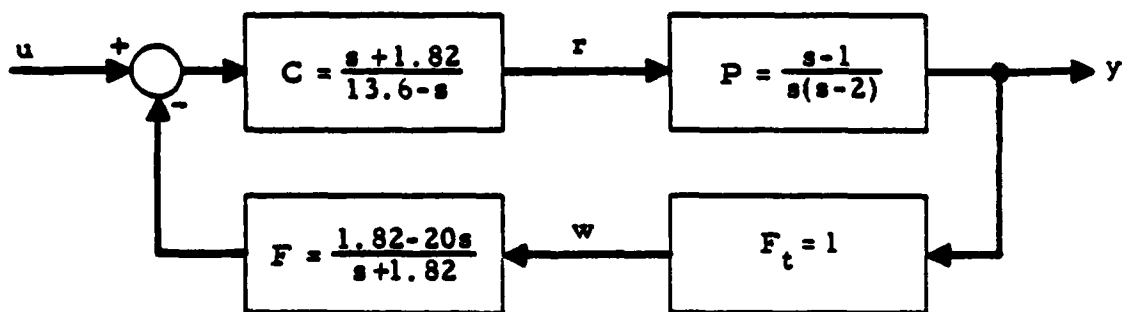 u
+
-
C = s+1.82 / 13.6-s
r
P = s-1 / s(s-2)
y
F = 1.82-20s / s+1.82
w
F_t = 1